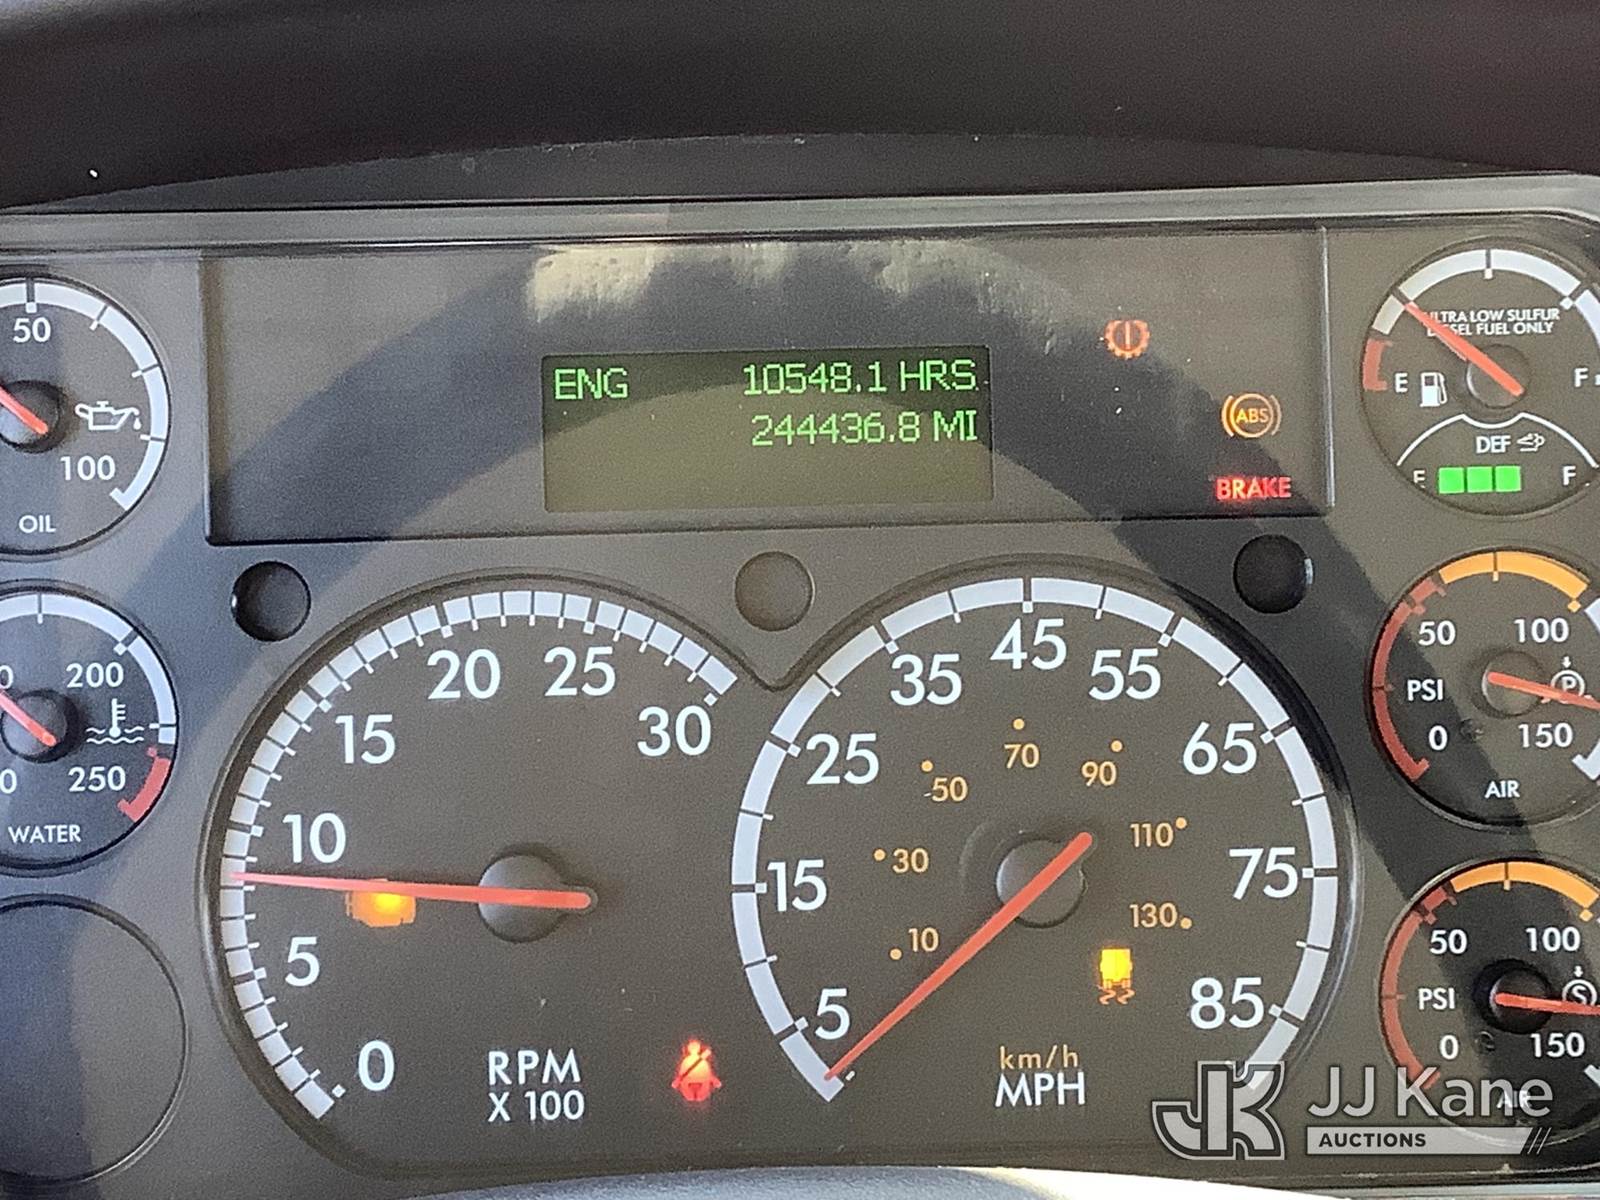 ENG 10548.1 HRS
244436.8 MI
ABS
BRAKE
50
100
OIL
200
250
WATER
0
5
10
15
20
25
30
RPM
X 100
5
15
25
35
45
55
65
75
85
10
30
50
70
90
110
130
km/h
MPH
DIESEL FUEL ONLY
E F
DEF
E F
50 100
PSI P
0 150
AIR
50 100
PSI S
0 150
AIR
JK JJ Kane
AUCTIONS